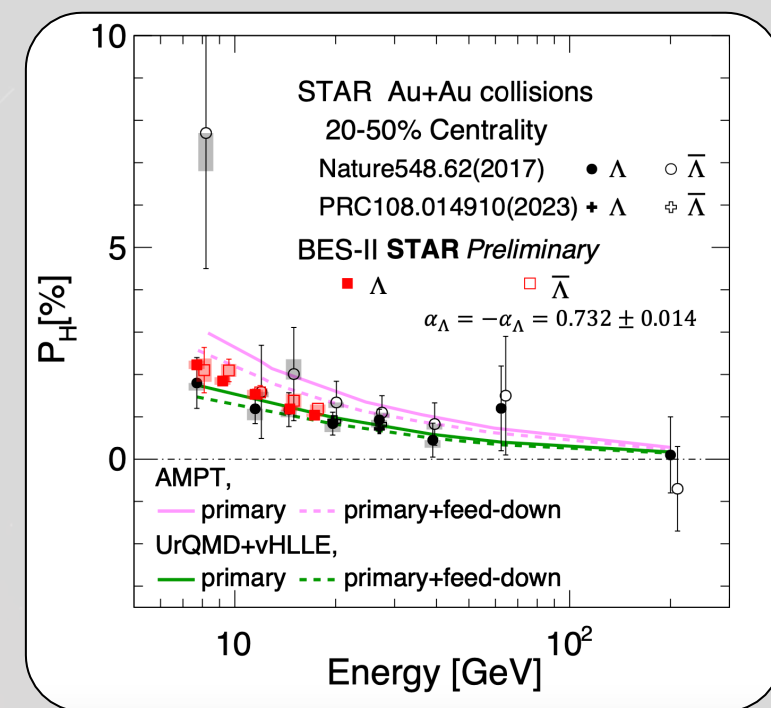 10
STAR Au+Au collisions
20-50% Centrality
Nature548.62(2017) ● Λ ○ Λ̅
PRC108.014910(2023) ✚ Λ ✚ Λ̅
5
BES-II STAR Preliminary
■ Λ □ Λ̅
α_Λ = −α_Λ = 0.732 ± 0.014
P_H[%]
0
AMPT,
primary primary+feed-down
UrQMD+vHLLE,
primary primary+feed-down
10 10²
Energy [GeV]